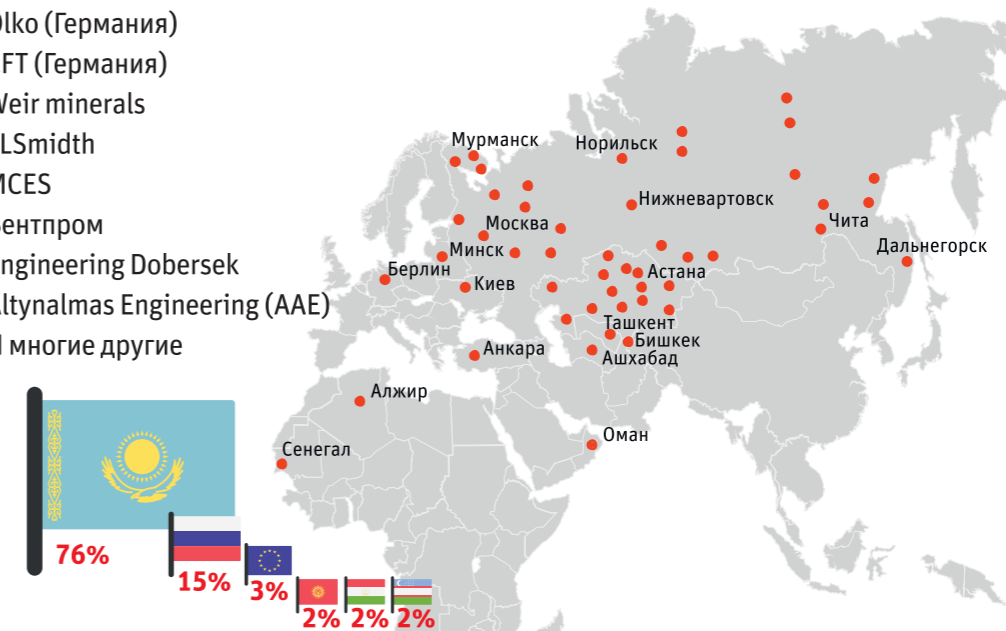 lko (Германия)
FT (Германия)
eir minerals
LSmidth
MCES
ентпром
ngineering Dobersek
ltynalmas Engineering (AAE)
многие другие
Мурманск
Норильск
Нижневартовск
Москва
Чита
Дальнегорск
Минск
Берлин
Киев
Астана
Ташкент
Бишкек
Ашхабад
Анкара
Алжир
Оман
Сенегал
76%
15%
3%
2%
2%
2%